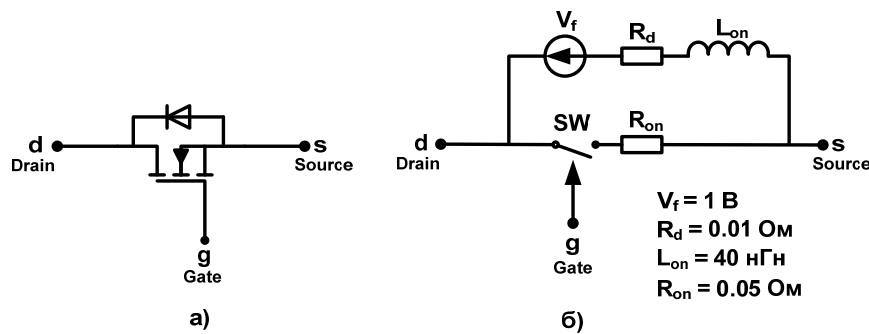 d
Drain
s
Source
g
Gate
а)
Vf
Rd
Lon
SW
Ron
d
Drain
s
Source
g
Gate
Vf = 1 В
Rd = 0.01 Ом
Lon = 40 нГн
Ron = 0.05 Ом
б)